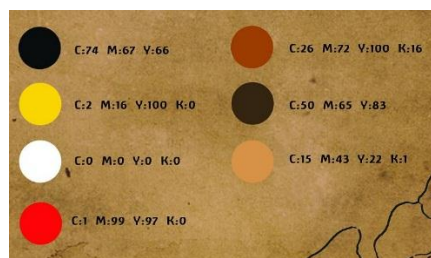 C:74 M:67 Y:66
C:2 M:16 Y:100 K:0
C:0 M:0 Y:0 K:0
C:1 M:99 Y:97 K:0
C:26 M:72 Y:100 K:16
C:50 M:65 Y:83
C:15 M:43 Y:22 K:1